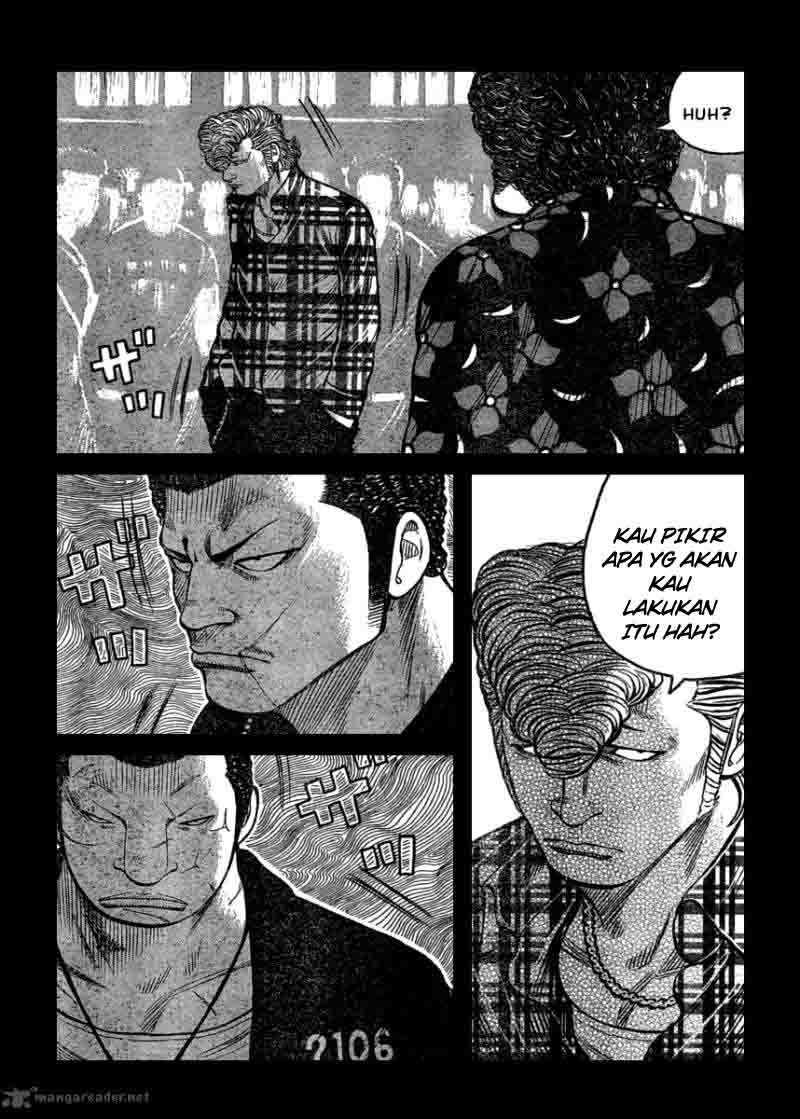 HUH?
ザッ
KAU PIKIR
APA YG AKAN
KAU
LAKUKAN
ITU HAH?
ザッ
ザッ
2106
mangareader.net